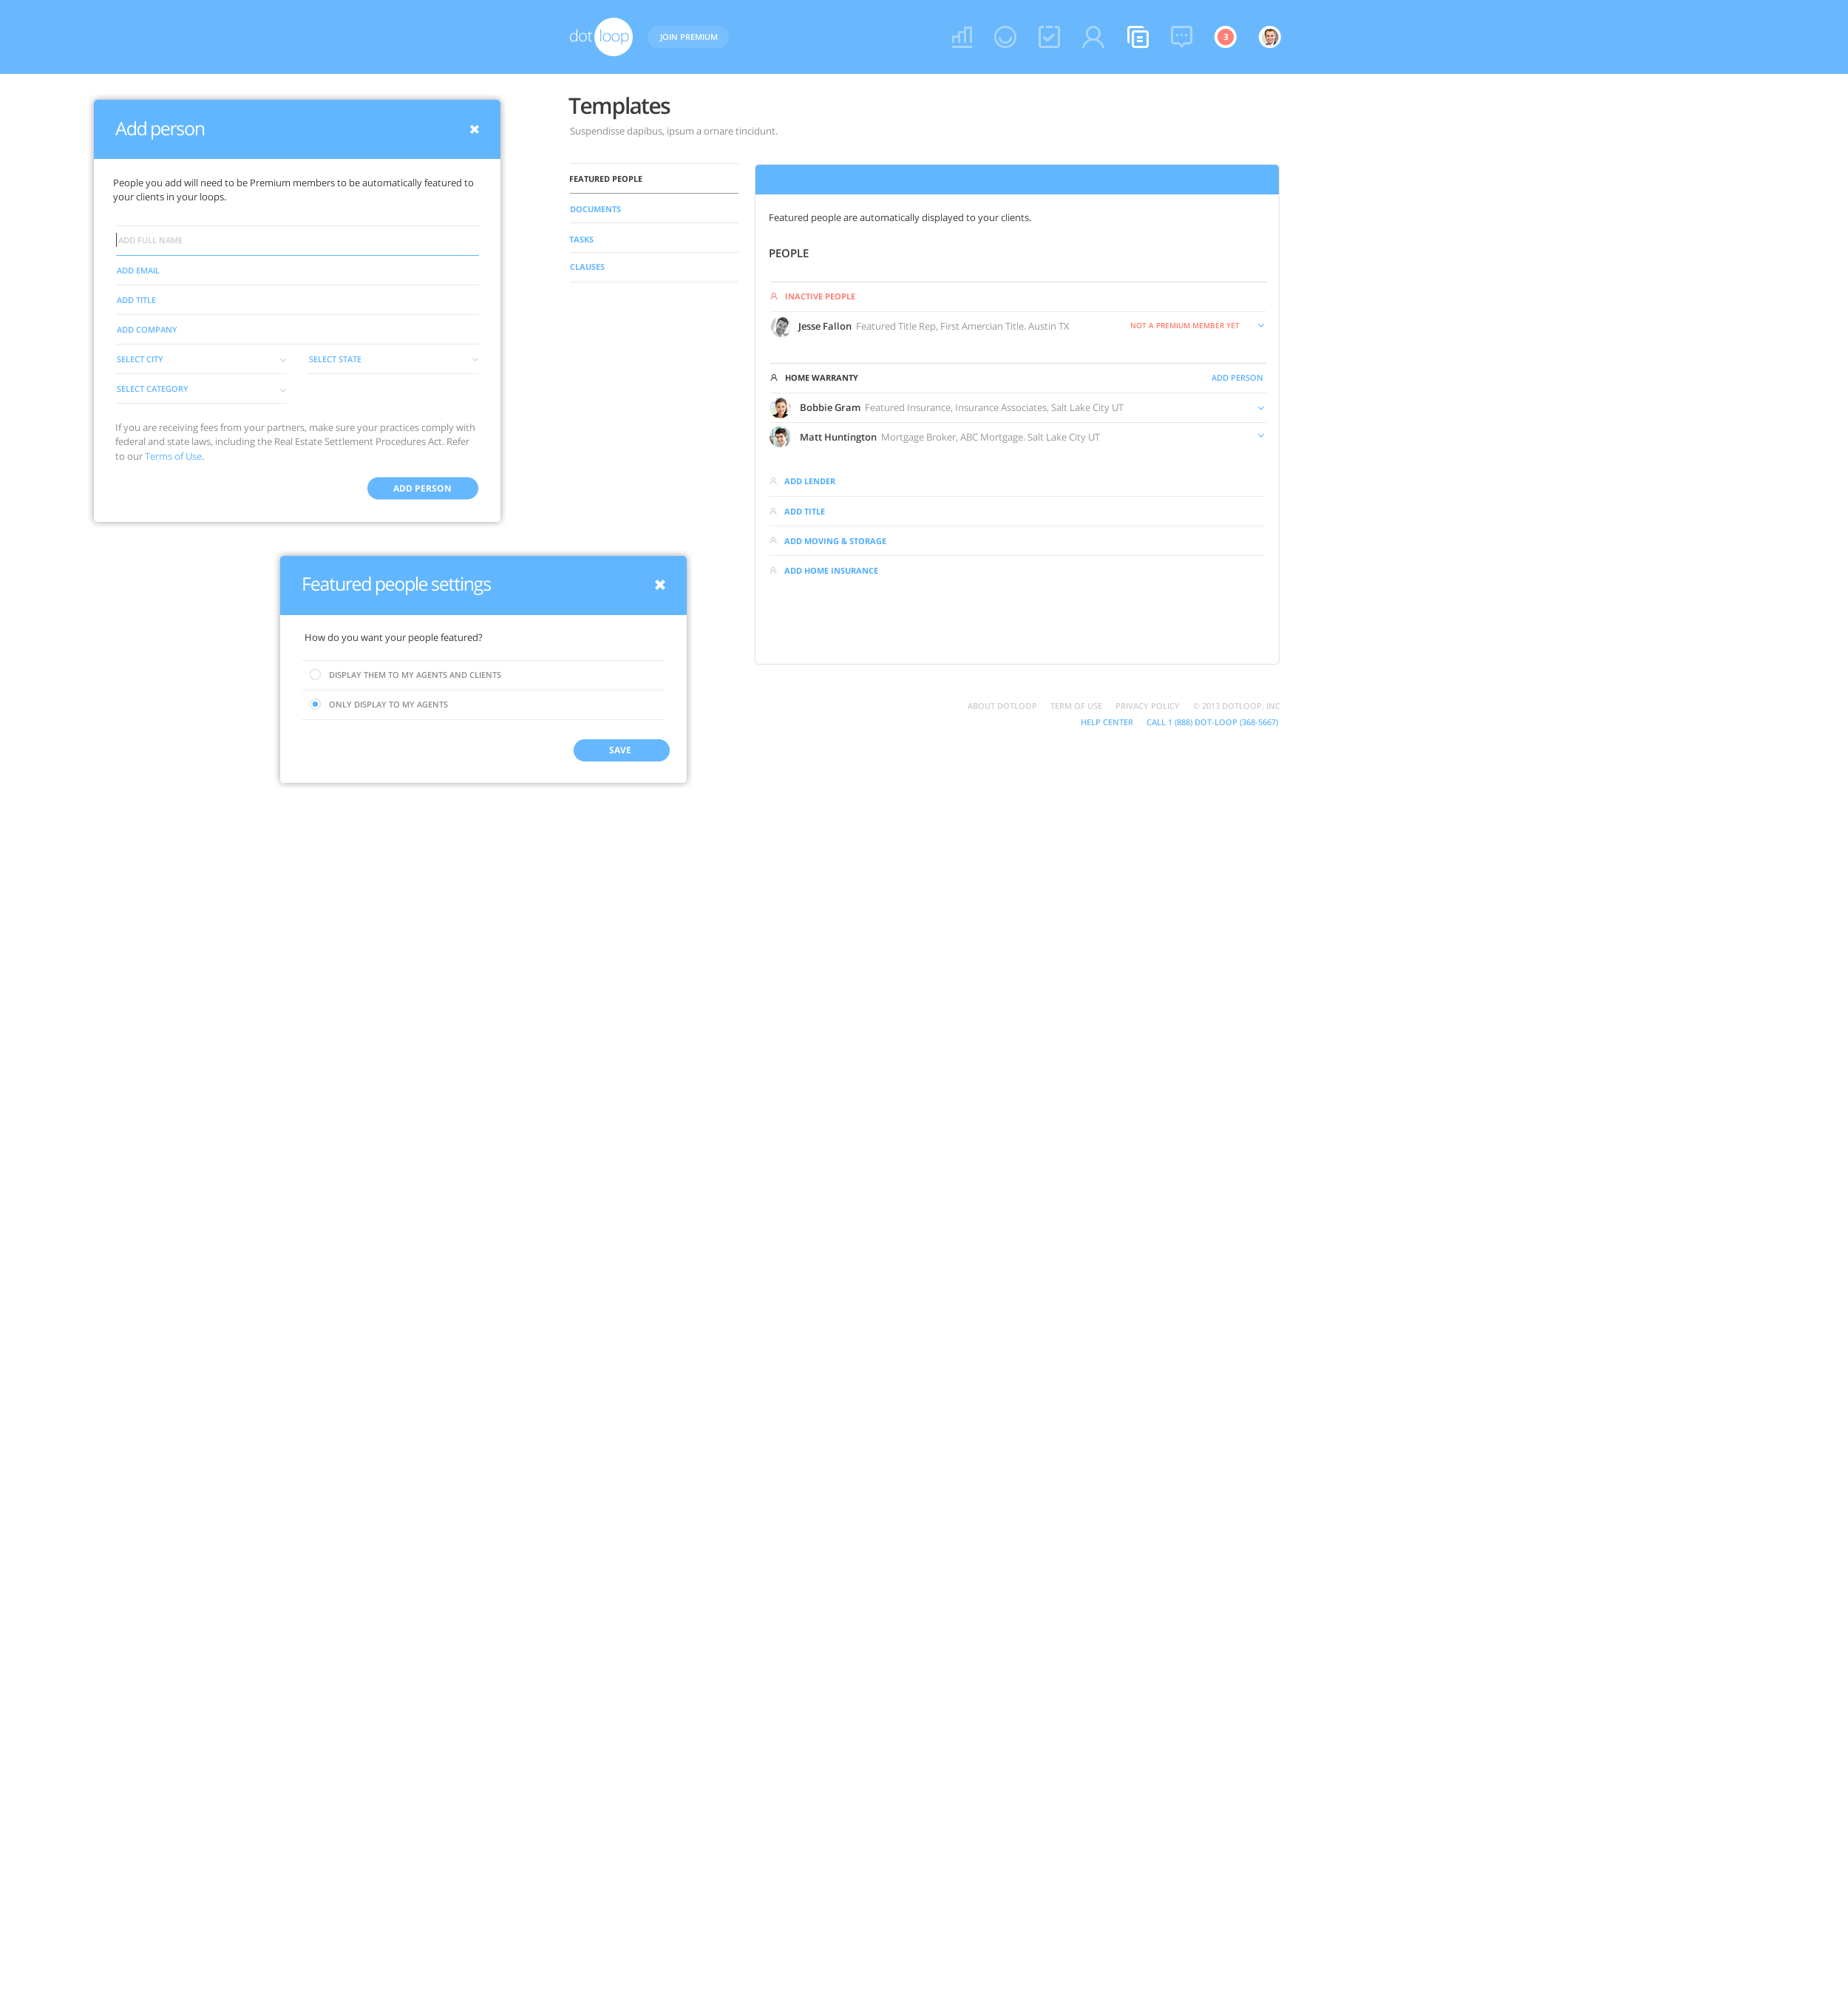 dot loop
JOIN PREMIUM
3
Add person
People you add will need to be Premium members to be automatically featured to
your clients in your loops.
ADD FULL NAME
ADD EMAIL
ADD TITLE
ADD COMPANY
SELECT CITY
SELECT STATE
SELECT CATEGORY
If you are receiving fees from your partners, make sure your practices comply with
federal and state laws, including the Real Estate Settlement Procedures Act. Refer
to our Terms of Use.
ADD PERSON
Featured people settings
How do you want your people featured?
DISPLAY THEM TO MY AGENTS AND CLIENTS
ONLY DISPLAY TO MY AGENTS
SAVE
Templates
Suspendisse dapibus, ipsum a ornare tincidunt.
FEATURED PEOPLE
DOCUMENTS
TASKS
CLAUSES
Featured people are automatically displayed to your clients.
PEOPLE
INACTIVE PEOPLE
Jesse Fallon Featured Title Rep, First Amercian Title. Austin TX NOT A PREMIUM MEMBER YET
HOME WARRANTY ADD PERSON
Bobbie Gram Featured Insurance, Insurance Associates, Salt Lake City UT
Matt Huntington Mortgage Broker, ABC Mortgage. Salt Lake City UT
ADD LENDER
ADD TITLE
ADD MOVING & STORAGE
ADD HOME INSURANCE
ABOUT DOTLOOP TERM OF USE PRIVACY POLICY © 2013 DOTLOOP, INC
HELP CENTER CALL 1 (888) DOT-LOOP (368-5667)